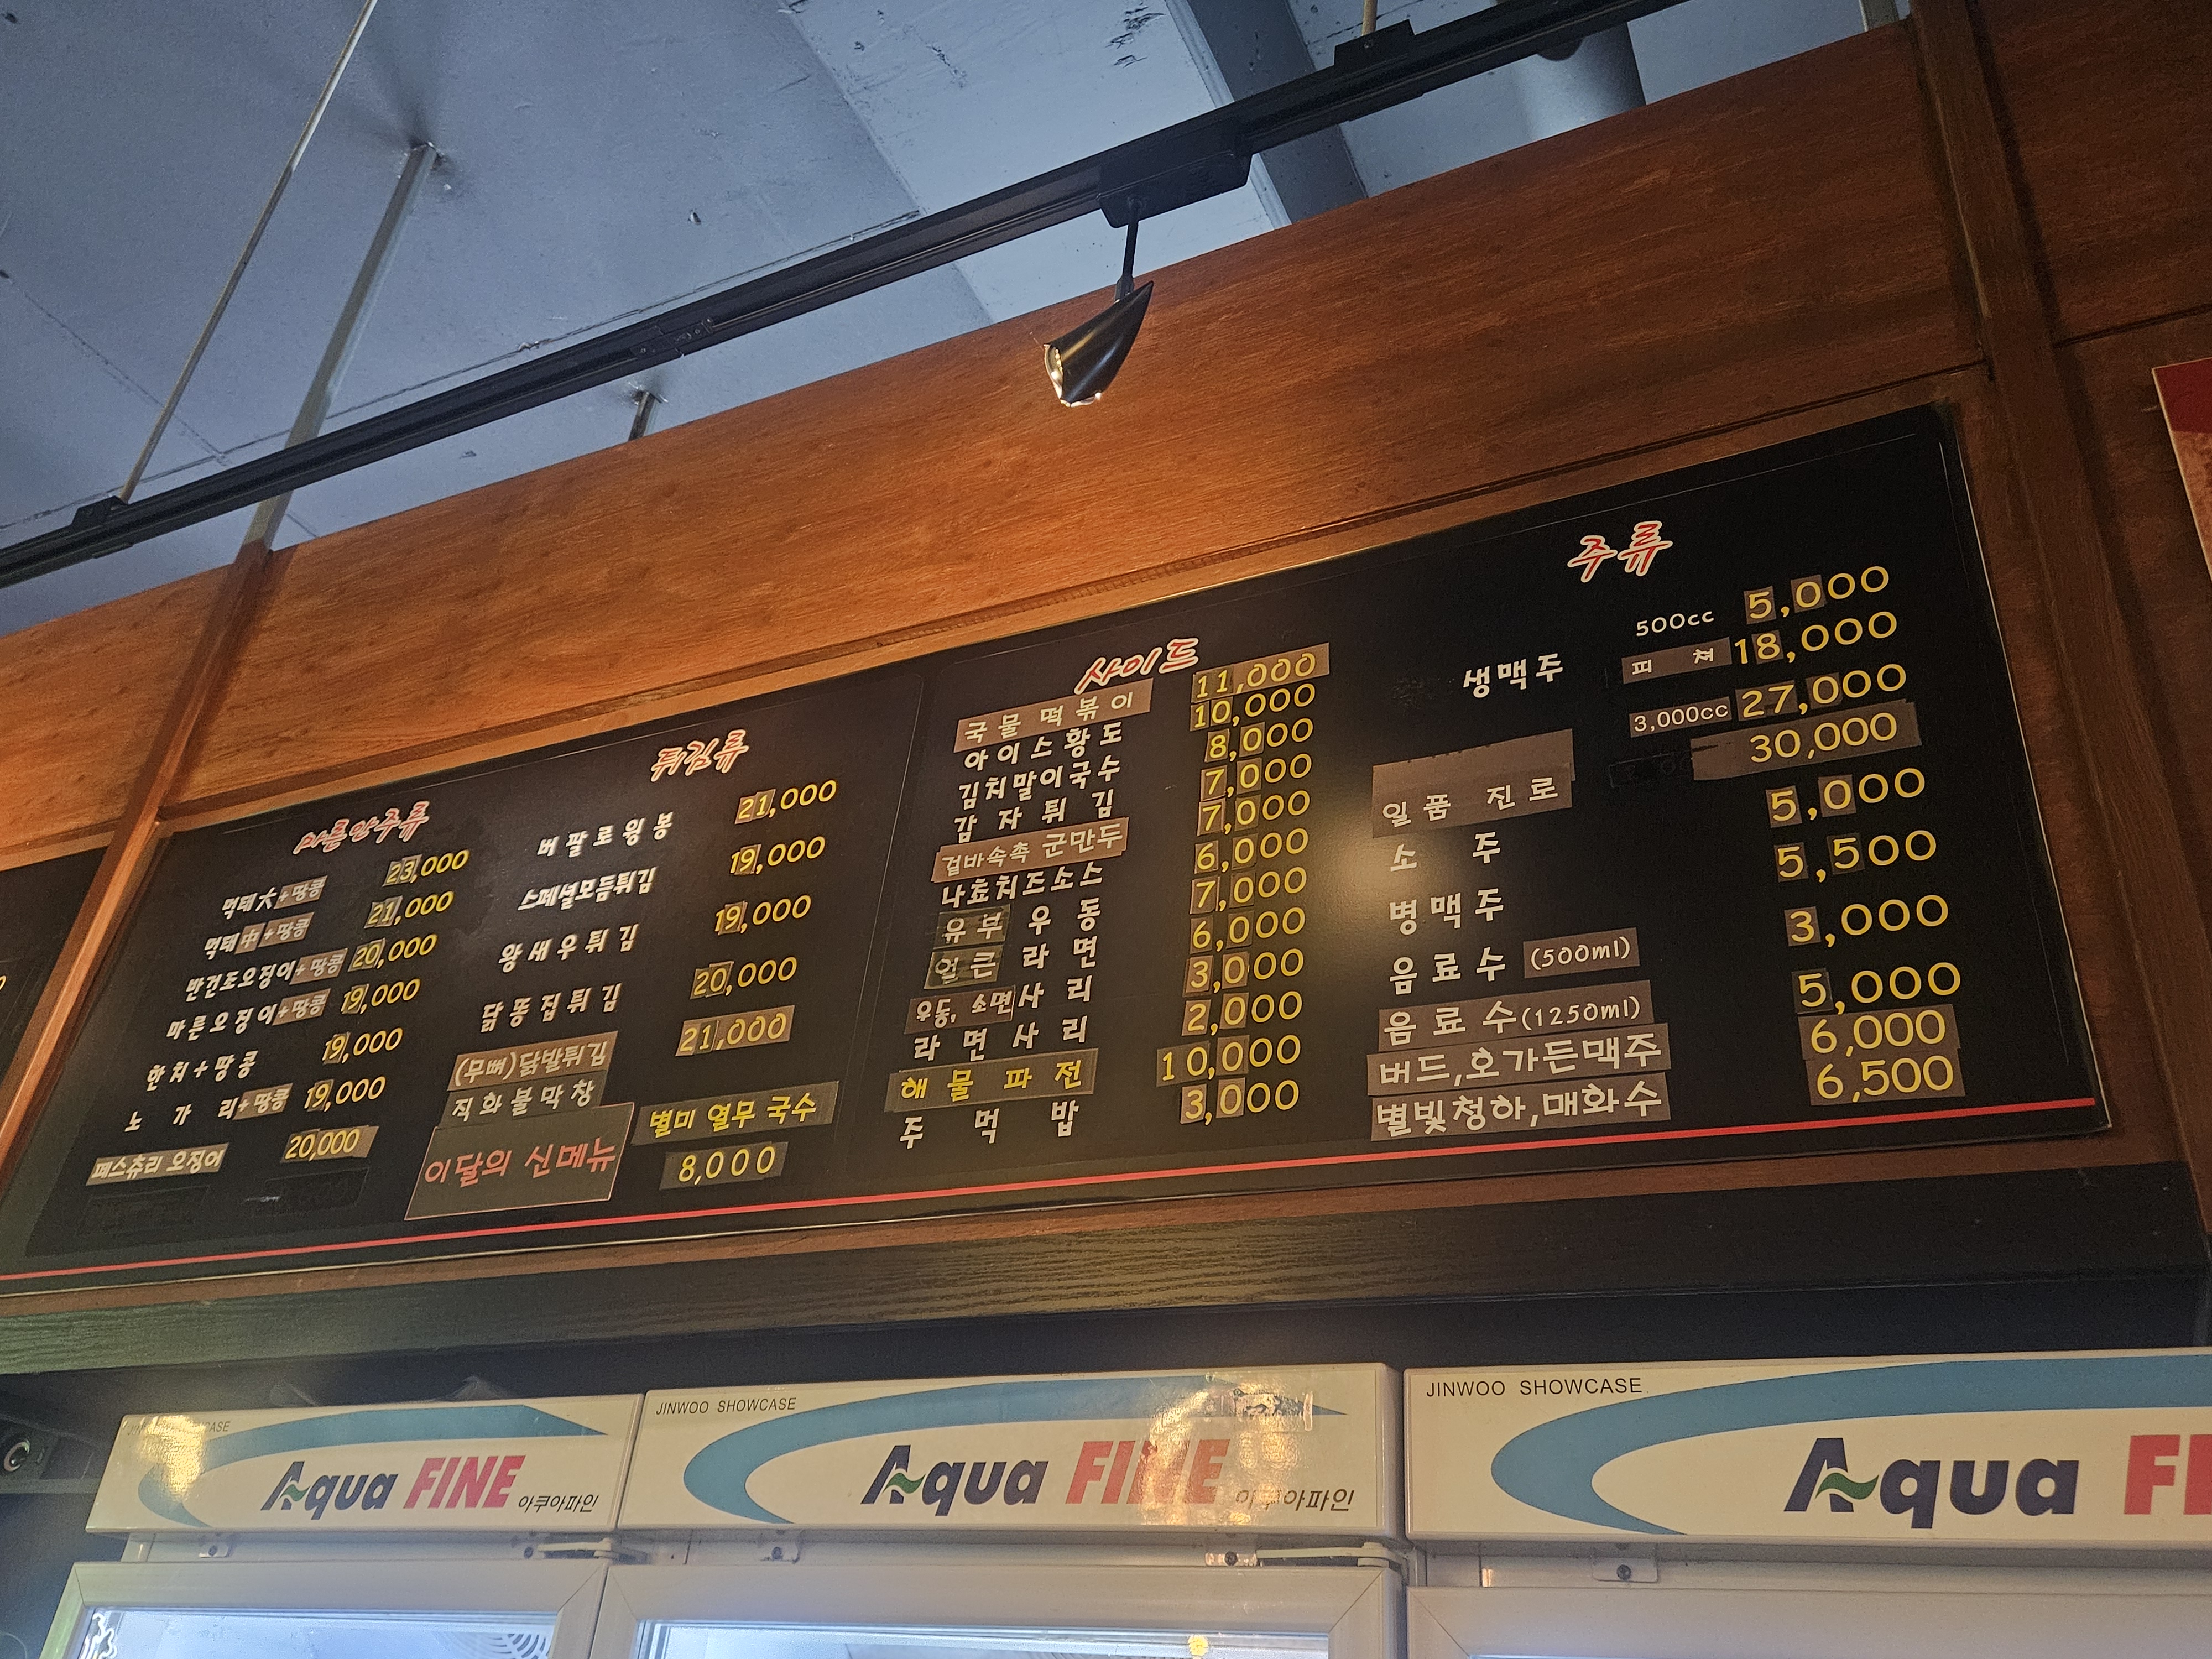 마른안주류
먹태大+땅콩 23,000
먹태中+땅콩 21,000
반건조오징어+땅콩 20,000
마른오징어+땅콩 19,000
한치+땅콩 19,000
노가리+땅콩 19,000
페스츄리 오징어 20,000
튀김류
버팔로윙봉 21,000
스페셜모듬튀김 19,000
왕새우튀김 19,000
닭똥집튀김 20,000
(무뼈)닭발튀김 21,000
직화불막창
이달의 신메뉴
별미 열무 국수
8,000
사이드
국물 떡볶이 11,000
아이스황도 10,000
김치말이국수 8,000
감자튀김 7,000
겉바속촉 군만두 7,000
나쵸치즈소스 6,000
유부우동 7,000
얼큰라면 6,000
우동, 소면사리 3,000
라면사리 2,000
해물파전 10,000
주먹밥 3,000
주류
생맥주
500cc 5,000
피쳐 18,000
3,000cc 27,000
일품 진로 30,000
소주 5,000
병맥주 5,500
음료수 (500ml) 3,000
음료수(1250ml) 5,000
버드,호가든맥주 6,000
별빛청하,매화수 6,500
Aqua FINE 아쿠아파인
JINWOO SHOWCASE
Aqua FINE 아쿠아파인
JINWOO SHOWCASE
Aqua